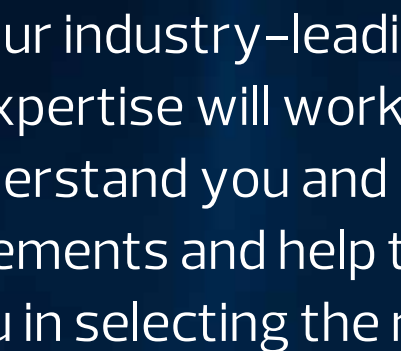 ur industry-leadi
xpertise will work
erstand you and
ements and help t
u in selecting the r